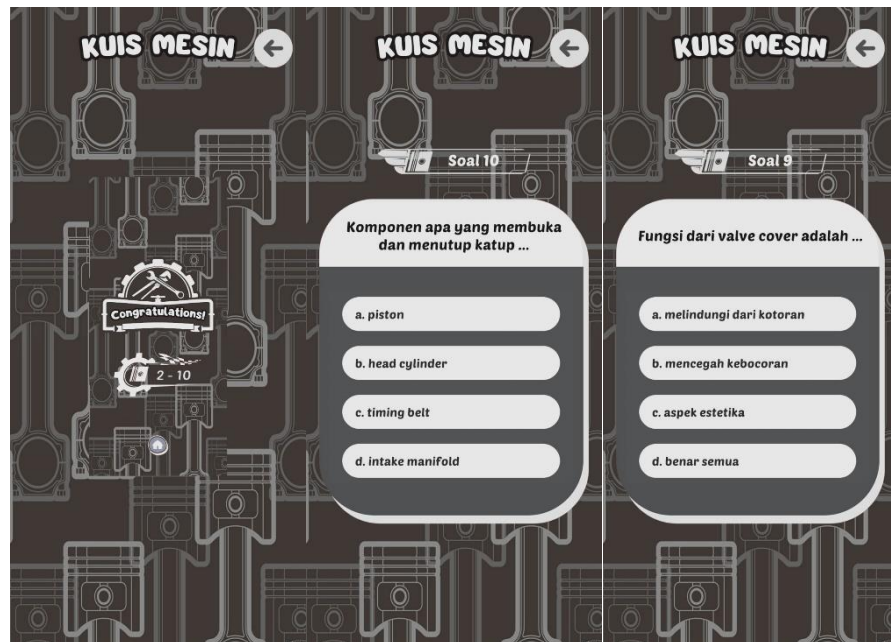 KUIS MESIN
Congratulations!
2 - 10
KUIS MESIN
Soal 10
Komponen apa yang membuka
dan menutup katup ...
a. piston
b. head cylinder
c. timing belt
d. intake manifold
KUIS MESIN
Soal 9
Fungsi dari valve cover adalah ...
a. melindungi dari kotoran
b. mencegah kebocoran
c. aspek estetika
d. benar semua